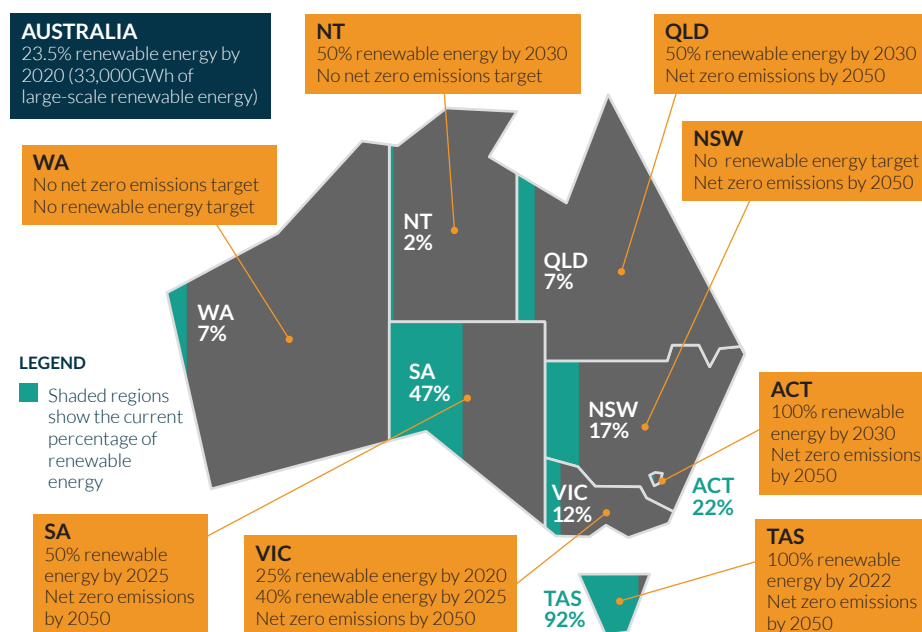 AUSTRALIA
23.5% renewable energy by
2020 (33,000GWh of
large-scale renewable energy)
NT
50% renewable energy by 2030
No net zero emissions target
QLD
50% renewable energy by 2030
Net zero emissions by 2050
WA
No net zero emissions target
No renewable energy target
NSW
No renewable energy target
Net zero emissions by 2050
NT
2%
QLD
7%
WA
7%
LEGEND
Shaded regions
show the current
percentage of
renewable
energy
SA
47%
NSW
17%
ACT
100% renewable
energy by 2030
Net zero emissions
by 2050
VIC
12%
ACT
22%
SA
50% renewable
energy by 2025
Net zero emissions
by 2050
VIC
25% renewable energy by 2020
40% renewable energy by 2025
Net zero emissions by 2050
TAS
92%
TAS
100% renewable
energy by 2022
Net zero emissions
by 2050